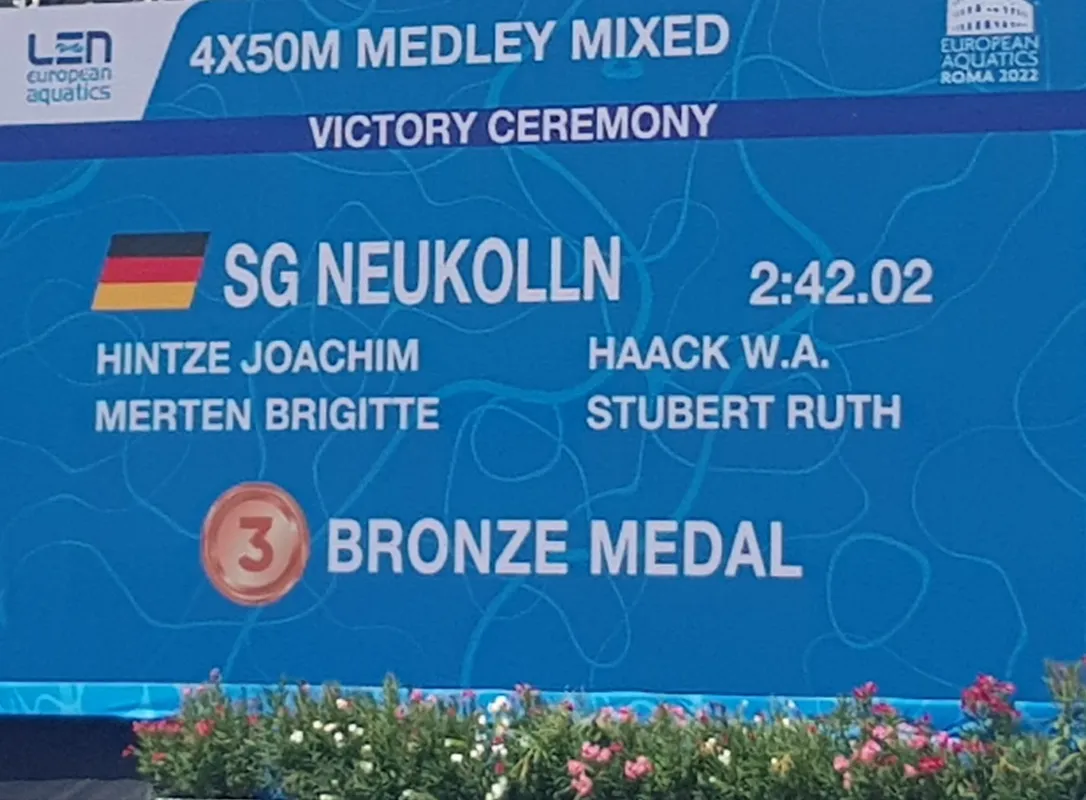 LEN
european
aquatics
4X50M MEDLEY MIXED
EUROPEAN
AQUATICS
ROMA 2022
VICTORY CEREMONY
SG NEUKOLLN 2:42.02
HINTZE JOACHIM HAACK W.A.
MERTEN BRIGITTE STUBERT RUTH
3 BRONZE MEDAL